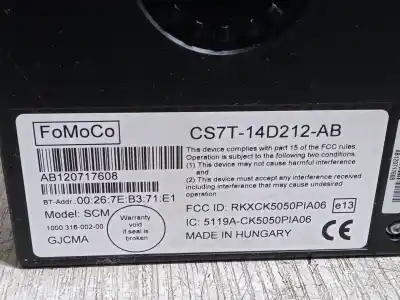 FoMoCo
AB120717608
BT-Addr.:00:26:7E:B3:71:E1
Model: SCM
1000 316-002-00
GJCMA
Warranty
void
if seal is
broken
CS7T-14D212-AB
This device complies with part 15 of the FCC rules.
Operation is subject to the following two conditions,
(1) This device may not cause harmful interference
and
(2) This device must accept any interference received
including interference that may cause undesired
operation
FCC ID: RKXCK5050PIA06
e13
IC: 5119A-CK5050PIA06
MADE IN HUNGARY
CE